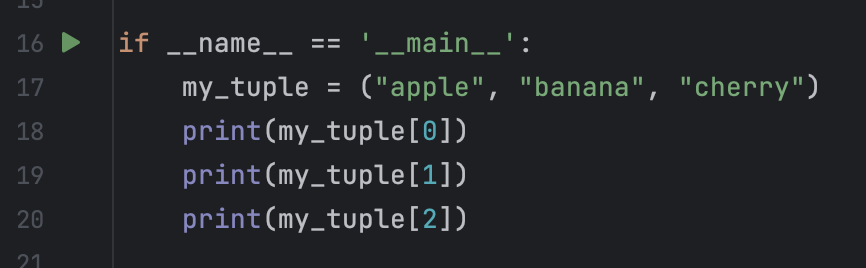 15
16 if __name__ == '__main__':
17     my_tuple = ("apple", "banana", "cherry")
18     print(my_tuple[0])
19     print(my_tuple[1])
20     print(my_tuple[2])
21